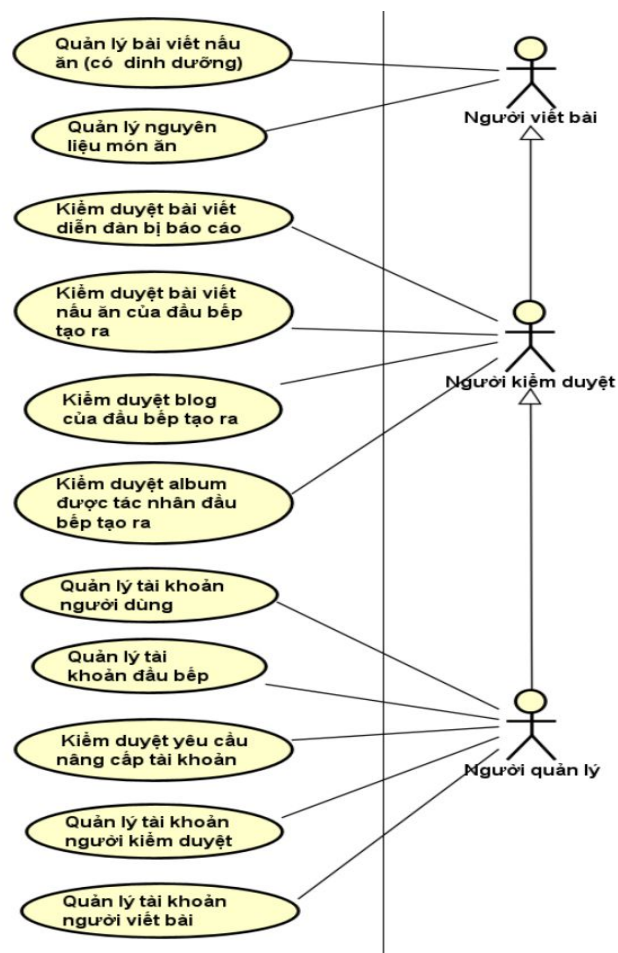 Quản lý bài viết nấu
ăn (có dinh dưỡng)
Người viết bài
Quản lý nguyên
liệu món ăn
Kiểm duyệt bài viết
diễn đàn bị báo cáo
Kiểm duyệt bài viết
nấu ăn của đầu bếp
tạo ra
Người kiểm duyệt
Kiểm duyệt blog
của đầu bếp tạo ra
Kiểm duyệt album
được tác nhân đầu
bếp tạo ra
Quản lý tài khoản
người dùng
Quản lý tài
khoản đầu bếp
Kiểm duyệt yêu cầu
nâng cấp tài khoản
Người quản lý
Quản lý tài khoản
người kiểm duyệt
Quản lý tài khoản
người viết bài